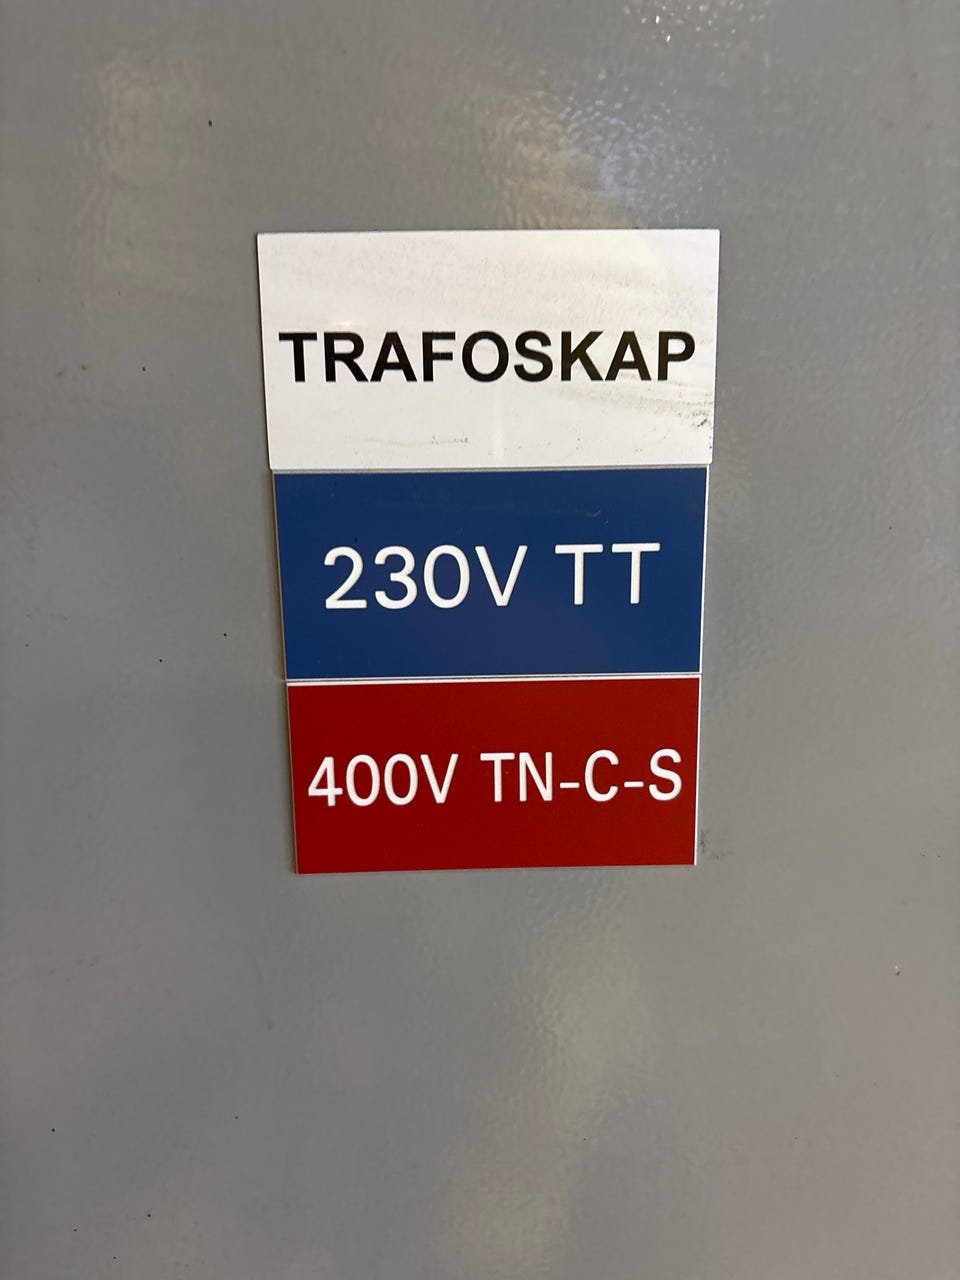 TRAFOSKAP
230V TT
400V TN-C-S